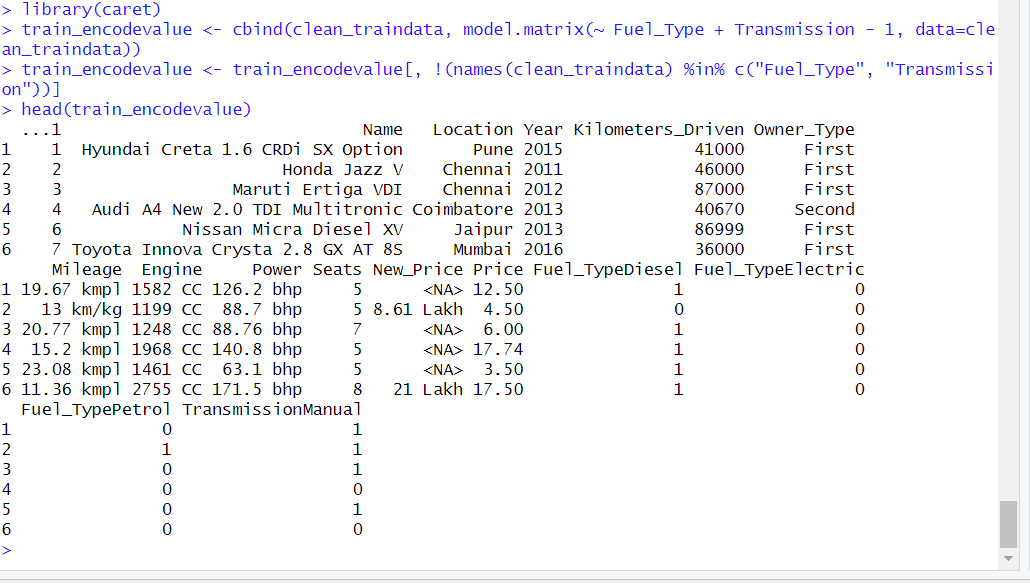 > library(caret)
> train_encodevalue <- cbind(clean_traindata, model.matrix(~ Fuel_Type + Transmission - 1, data=cle
an_traindata))
> train_encodevalue <- train_encodevalue[, !(names(clean_traindata) %in% c("Fuel_Type", "Transmissi
on"))]
> head(train_encodevalue)
  ...1                             Name   Location Year Kilometers_Driven Owner_Type
1    1  Hyundai Creta 1.6 CRDi SX Option       Pune 2015             41000      First
2    2                      Honda Jazz V    Chennai 2011             46000      First
3    3                 Maruti Ertiga VDI    Chennai 2012             87000      First
4    4   Audi A4 New 2.0 TDI Multitronic Coimbatore 2013             40670     Second
5    6            Nissan Micra Diesel XV     Jaipur 2013             86999      First
6    7 Toyota Innova Crysta 2.8 GX AT 8S     Mumbai 2016             36000      First
     Mileage  Engine     Power Seats New_Price Price Fuel_TypeDiesel Fuel_TypeElectric
1 19.67 kmpl 1582 CC 126.2 bhp     5      <NA> 12.50               1                 0
2   13 km/kg 1199 CC  88.7 bhp     5 8.61 Lakh  4.50               0                 0
3 20.77 kmpl 1248 CC 88.76 bhp     7      <NA>  6.00               1                 0
4  15.2 kmpl 1968 CC 140.8 bhp     5      <NA> 17.74               1                 0
5 23.08 kmpl 1461 CC  63.1 bhp     5      <NA>  3.50               1                 0
6 11.36 kmpl 2755 CC 171.5 bhp     8   21 Lakh 17.50               1                 0
  Fuel_TypePetrol TransmissionManual
1               0                  1
2               1                  1
3               0                  1
4               0                  0
5               0                  1
6               0                  0
>